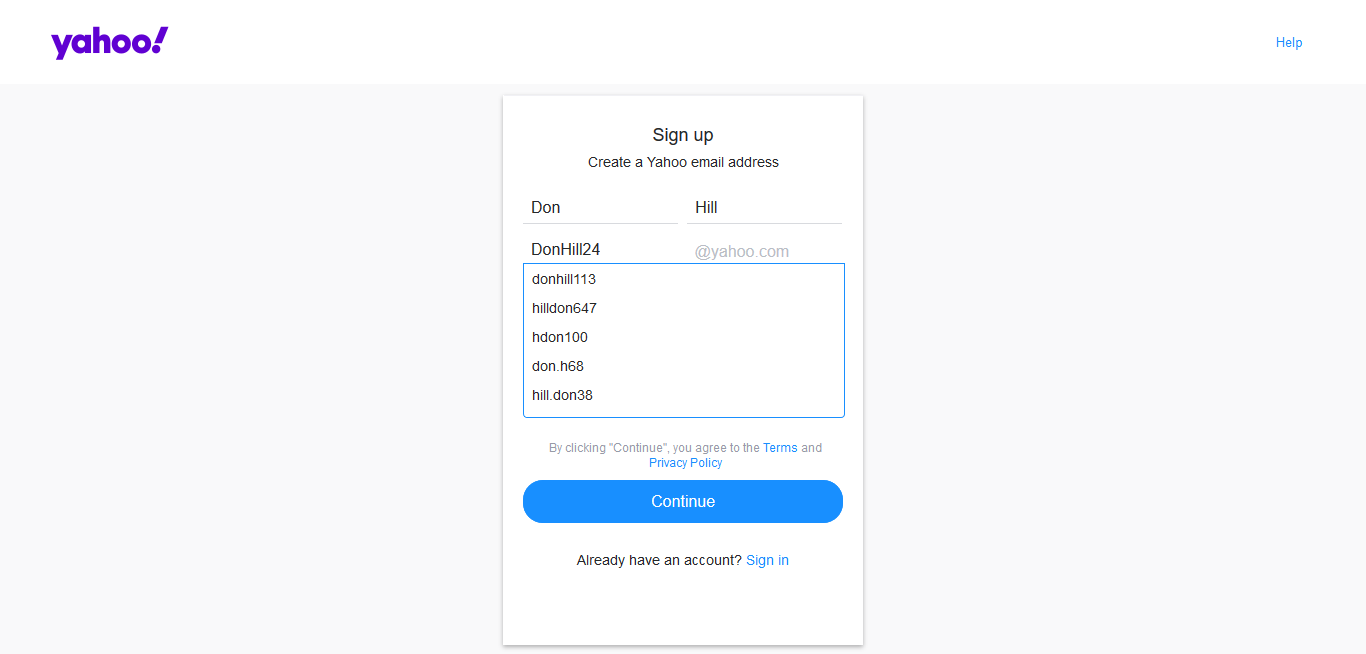 yahoo!
Help
Sign up
Create a Yahoo email address
Don Hill
DonHill24 @yahoo.com
donhill113
hilldon647
hdon100
don.h68
hill.don38
By clicking "Continue", you agree to the Terms and
Privacy Policy
Continue
Already have an account? Sign in